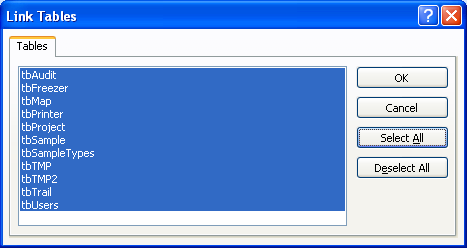 Link Tables
Tables
tbAudit
tbFreezer
tbMap
tbPrinter
tbProject
tbSample
tbSampleTypes
tbTMP
tbTMP2
tbTrail
tbUsers
OK
Cancel
Select All
Deselect All